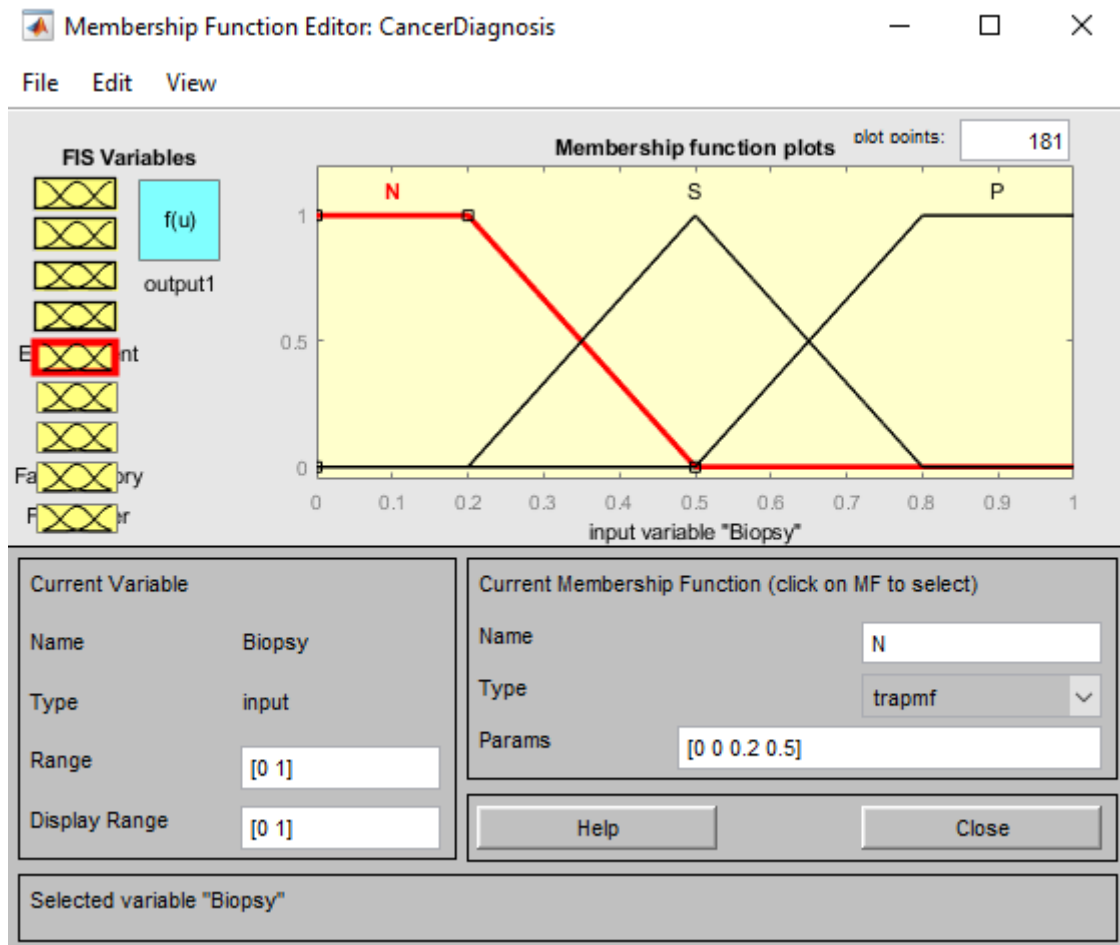 Membership Function Editor: CancerDiagnosis
File Edit View
FIS Variables
f(u)
output1
Membership function plots
plot points:
181
N
S
P
1
0.5
0
0 0.1 0.2 0.3 0.4 0.5 0.6 0.7 0.8 0.9 1
input variable "Biopsy"
Current Variable
Name Biopsy
Type input
Range [0 1]
Display Range [0 1]
Current Membership Function (click on MF to select)
Name N
Type trapmf
Params [0 0 0.2 0.5]
Help Close
Selected variable "Biopsy"